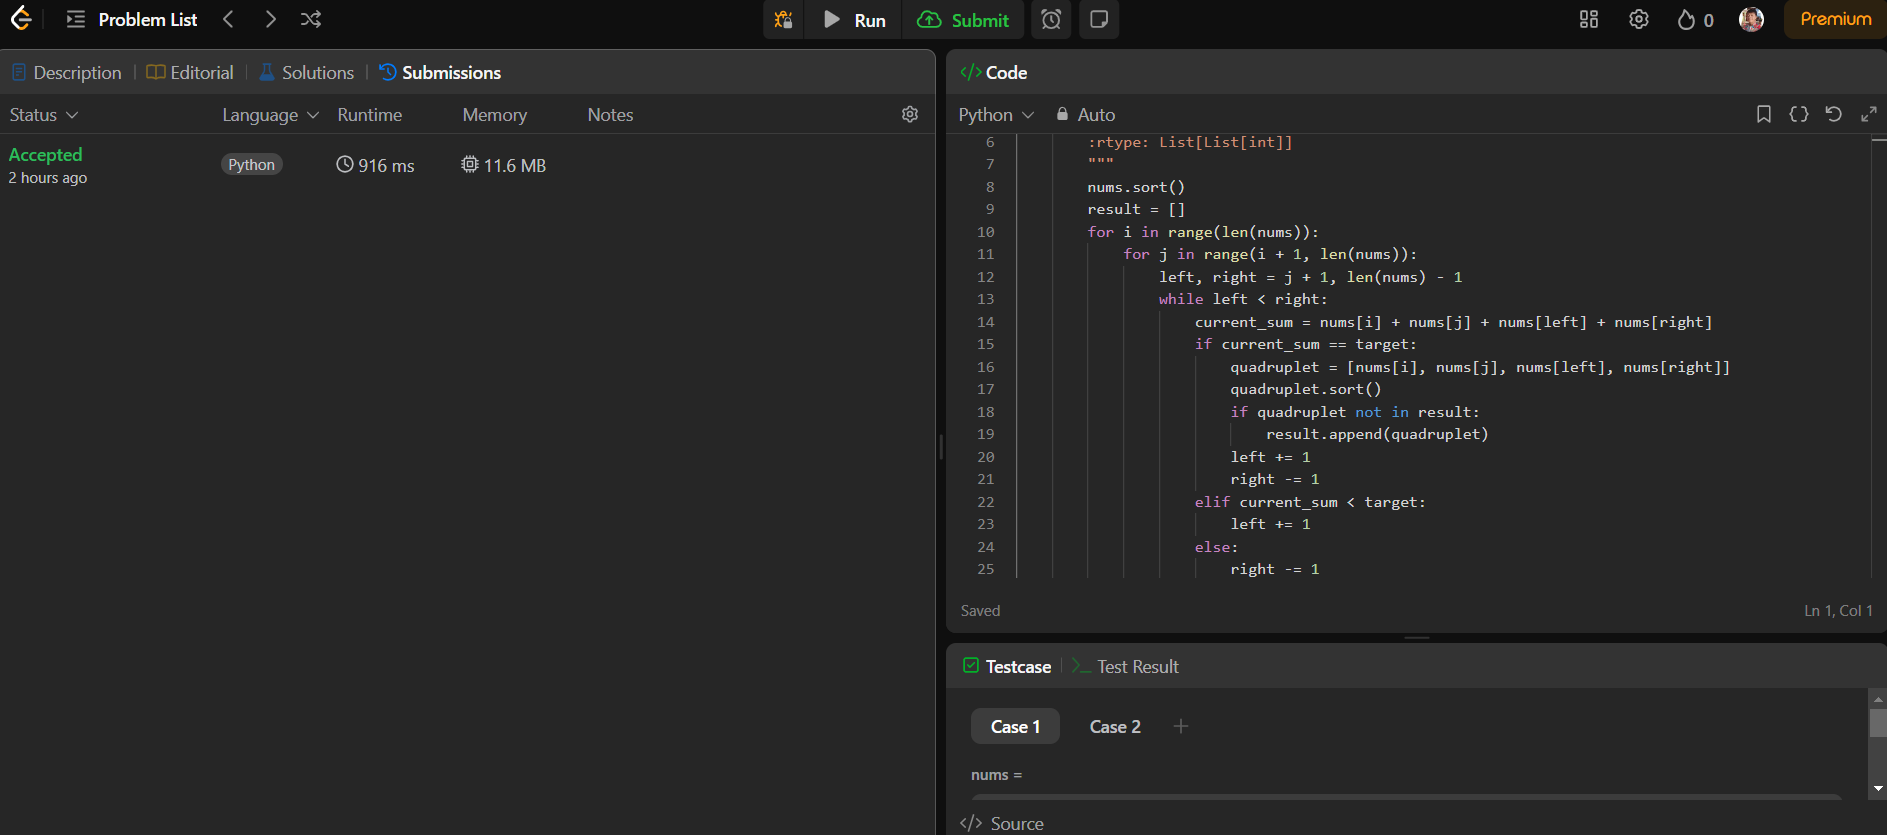 Problem List
Run
Submit
0
Premium
Description
Editorial
Solutions
Submissions
Status
Language
Runtime
Memory
Notes
Accepted
2 hours ago
Python
916 ms
11.6 MB
</> Code
Python
Auto
6 :rtype: List[List[int]]
7 """
8 nums.sort()
9 result = []
10 for i in range(len(nums)):
11 for j in range(i + 1, len(nums)):
12 left, right = j + 1, len(nums) - 1
13 while left < right:
14 current_sum = nums[i] + nums[j] + nums[left] + nums[right]
15 if current_sum == target:
16 quadruplet = [nums[i], nums[j], nums[left], nums[right]]
17 quadruplet.sort()
18 if quadruplet not in result:
19 result.append(quadruplet)
20 left += 1
21 right -= 1
22 elif current_sum < target:
23 left += 1
24 else:
25 right -= 1
Saved
Ln 1, Col 1
Testcase
>_ Test Result
Case 1
Case 2
+
nums =
</> Source